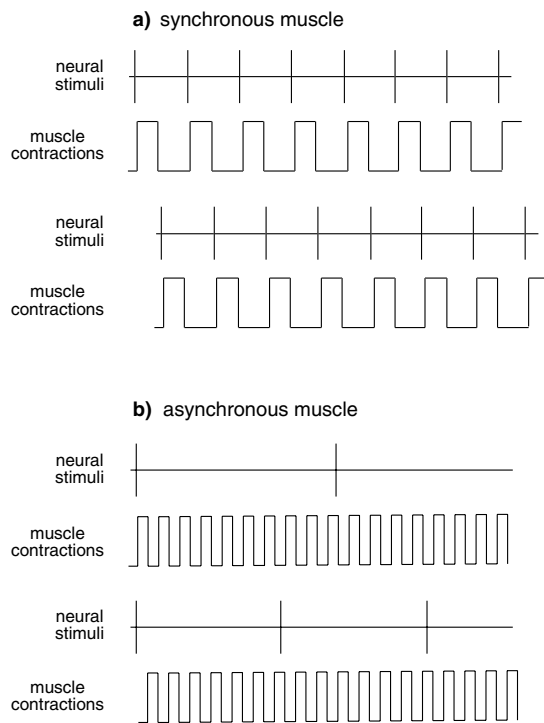 a) synchronous muscle
neural
stimuli
muscle
contractions
neural
stimuli
muscle
contractions
b) asynchronous muscle
neural
stimuli
muscle
contractions
neural
stimuli
muscle
contractions